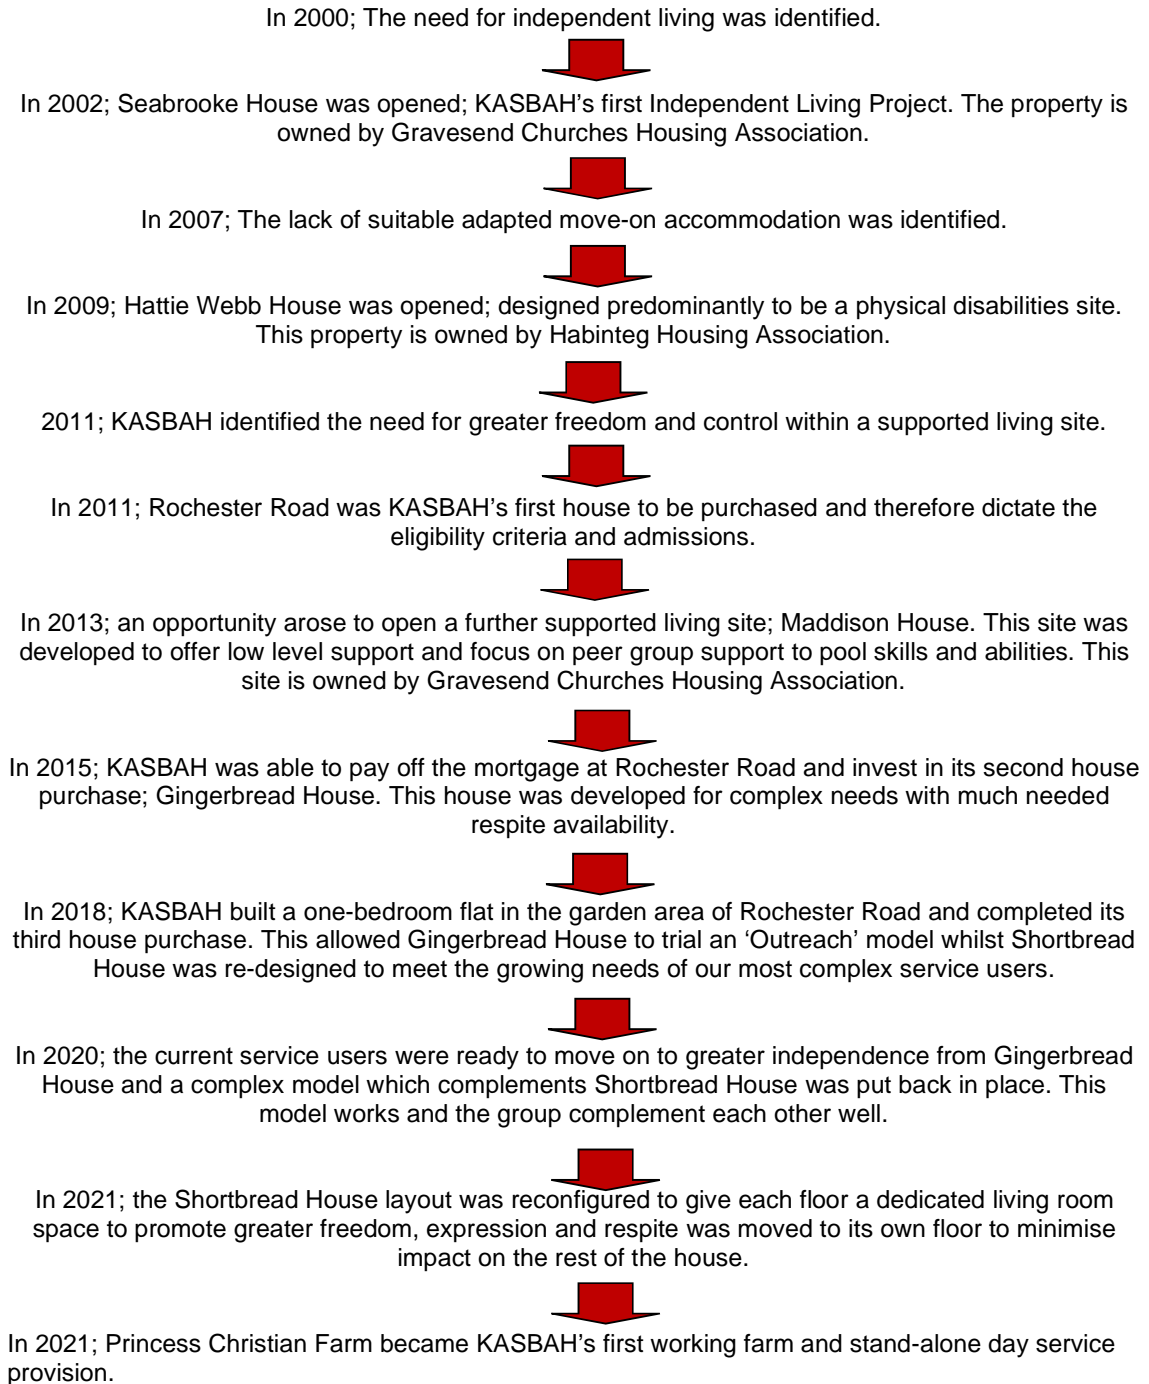 In 2000; The need for independent living was identified.
In 2002; Seabrooke House was opened; KASBAH’s first Independent Living Project. The property is
owned by Gravesend Churches Housing Association.
In 2007; The lack of suitable adapted move-on accommodation was identified.
In 2009; Hattie Webb House was opened; designed predominantly to be a physical disabilities site.
This property is owned by Habinteg Housing Association.
2011; KASBAH identified the need for greater freedom and control within a supported living site.
In 2011; Rochester Road was KASBAH’s first house to be purchased and therefore dictate the
eligibility criteria and admissions.
In 2013; an opportunity arose to open a further supported living site; Maddison House. This site was
developed to offer low level support and focus on peer group support to pool skills and abilities. This
site is owned by Gravesend Churches Housing Association.
In 2015; KASBAH was able to pay off the mortgage at Rochester Road and invest in its second house
purchase; Gingerbread House. This house was developed for complex needs with much needed
respite availability.
In 2018; KASBAH built a one-bedroom flat in the garden area of Rochester Road and completed its
third house purchase. This allowed Gingerbread House to trial an ‘Outreach’ model whilst Shortbread
House was re-designed to meet the growing needs of our most complex service users.
In 2020; the current service users were ready to move on to greater independence from Gingerbread
House and a complex model which complements Shortbread House was put back in place. This
model works and the group complement each other well.
In 2021; the Shortbread House layout was reconfigured to give each floor a dedicated living room
space to promote greater freedom, expression and respite was moved to its own floor to minimise
impact on the rest of the house.
In 2021; Princess Christian Farm became KASBAH’s first working farm and stand-alone day service
provision.